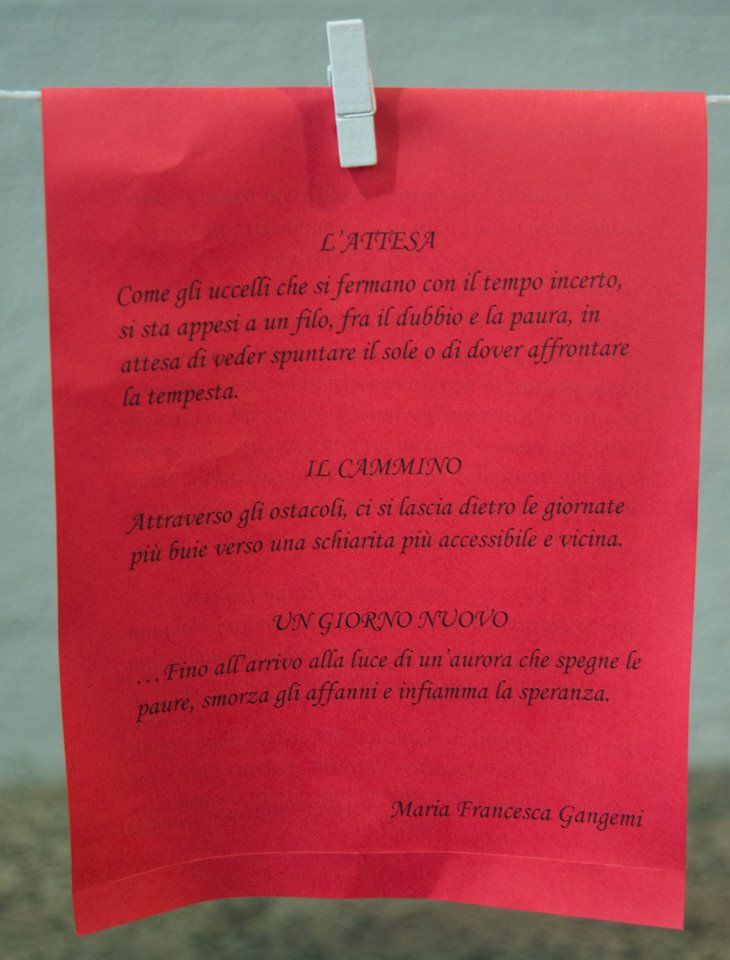 L'ATTESA
Come gli uccelli che si fermano con il tempo incerto,
si sta appesi a un filo, fra il dubbio e la paura, in
attesa di veder spuntare il sole o di dover affrontare
la tempesta.
IL CAMMINO
Attraverso gli ostacoli, ci si lascia dietro le giornate
più buie verso una schiarita più accessibile e vicina.
UN GIORNO NUOVO
...Fino all'arrivo alla luce di un'aurora che spegne le
paure, smorza gli affanni e infiamma la speranza.
Maria Francesca Gangemi